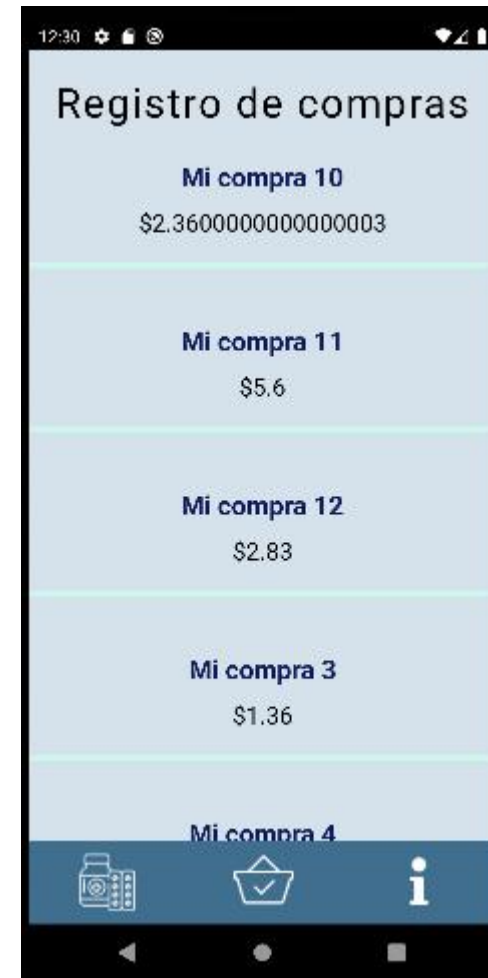 12:30
Registro de compras
Mi compra 10
$2.3600000000000003
Mi compra 11
$5.6
Mi compra 12
$2.83
Mi compra 3
$1.36
Mi compra 4